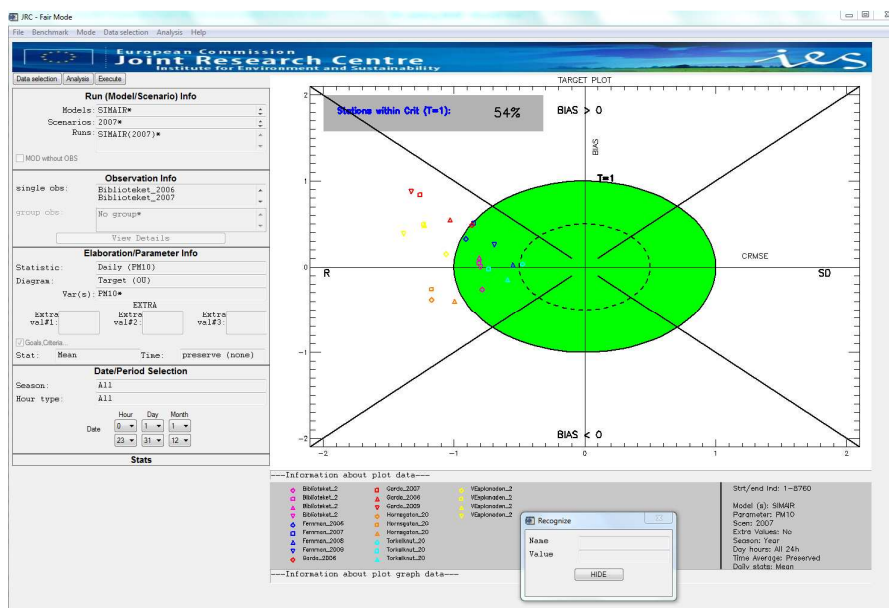 JRC - Fair Mode
File Benchmark Mode Data selection Analysis Help
European Commission
Joint Research Centre
Institute for Environment and Sustainability
ies
Data selection Analysis Execute
Run (Model/Scenario) Info
Models: SIMAIR*
Scenarios: 2007*
Runs: SIMAIR(2007)*
MOD without OBS
Observation Info
single obs: Biblioteket_2006
Biblioteket_2007
group obs: No group*
View Details
Elaboration/Parameter Info
Statistic: Daily (PM10)
Diagram: Target (OU)
Var(s): PM10*
EXTRA
Extra val#1: Extra val#2: Extra val#3:
Goals,Criteria...
Stat: Mean Time: preserve (none)
Date/Period Selection
Season: All
Hour type: All
Hour Day Month
Date 0 1 1
23 31 12
Stats
TARGET PLOT
Stations within Crit (T=1): 54%
BIAS > 0
BIAS
T=1
CRMSE
R
SD
BIAS < 0
2
1
0
-1
-2
-2 -1 0 1 2
---Information about plot data---
Biblioteket_2 Garda_2007 VEsplanaden_2
Biblioteket_2 Garda_2008 VEsplanaden_2
Biblioteket_2 Garda_2009 VEsplanaden_2
Biblioteket_2 Hornsgatan_20 VEsplanaden_2
Femman_2006 Hornsgatan_20
Femman_2007 Hornsgatan_20
Femman_2008 Torkelknut_20
Femman_2009 Torkelknut_20
Garda_2006 Torkelknut_20
Strt/end Ind: 1-8760
Model (s): SIMAIR
Parameter: PM10
Scen: 2007
Extra Values: No
Season: Year
Day hours: All 24h
Time Average: Preserved
Daily stats: Mean
---Information about plot graph data---
Recognize
Name
Value
HIDE